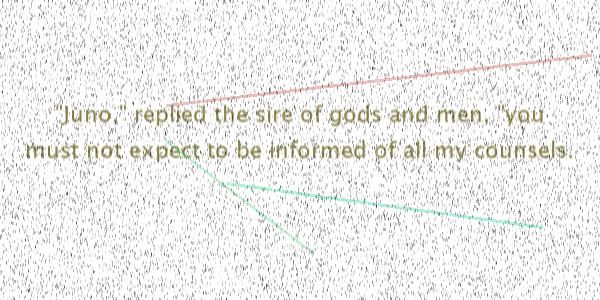 "Juno," replied the sire of gods and men, "you
must not expect to be informed of all my counsels.